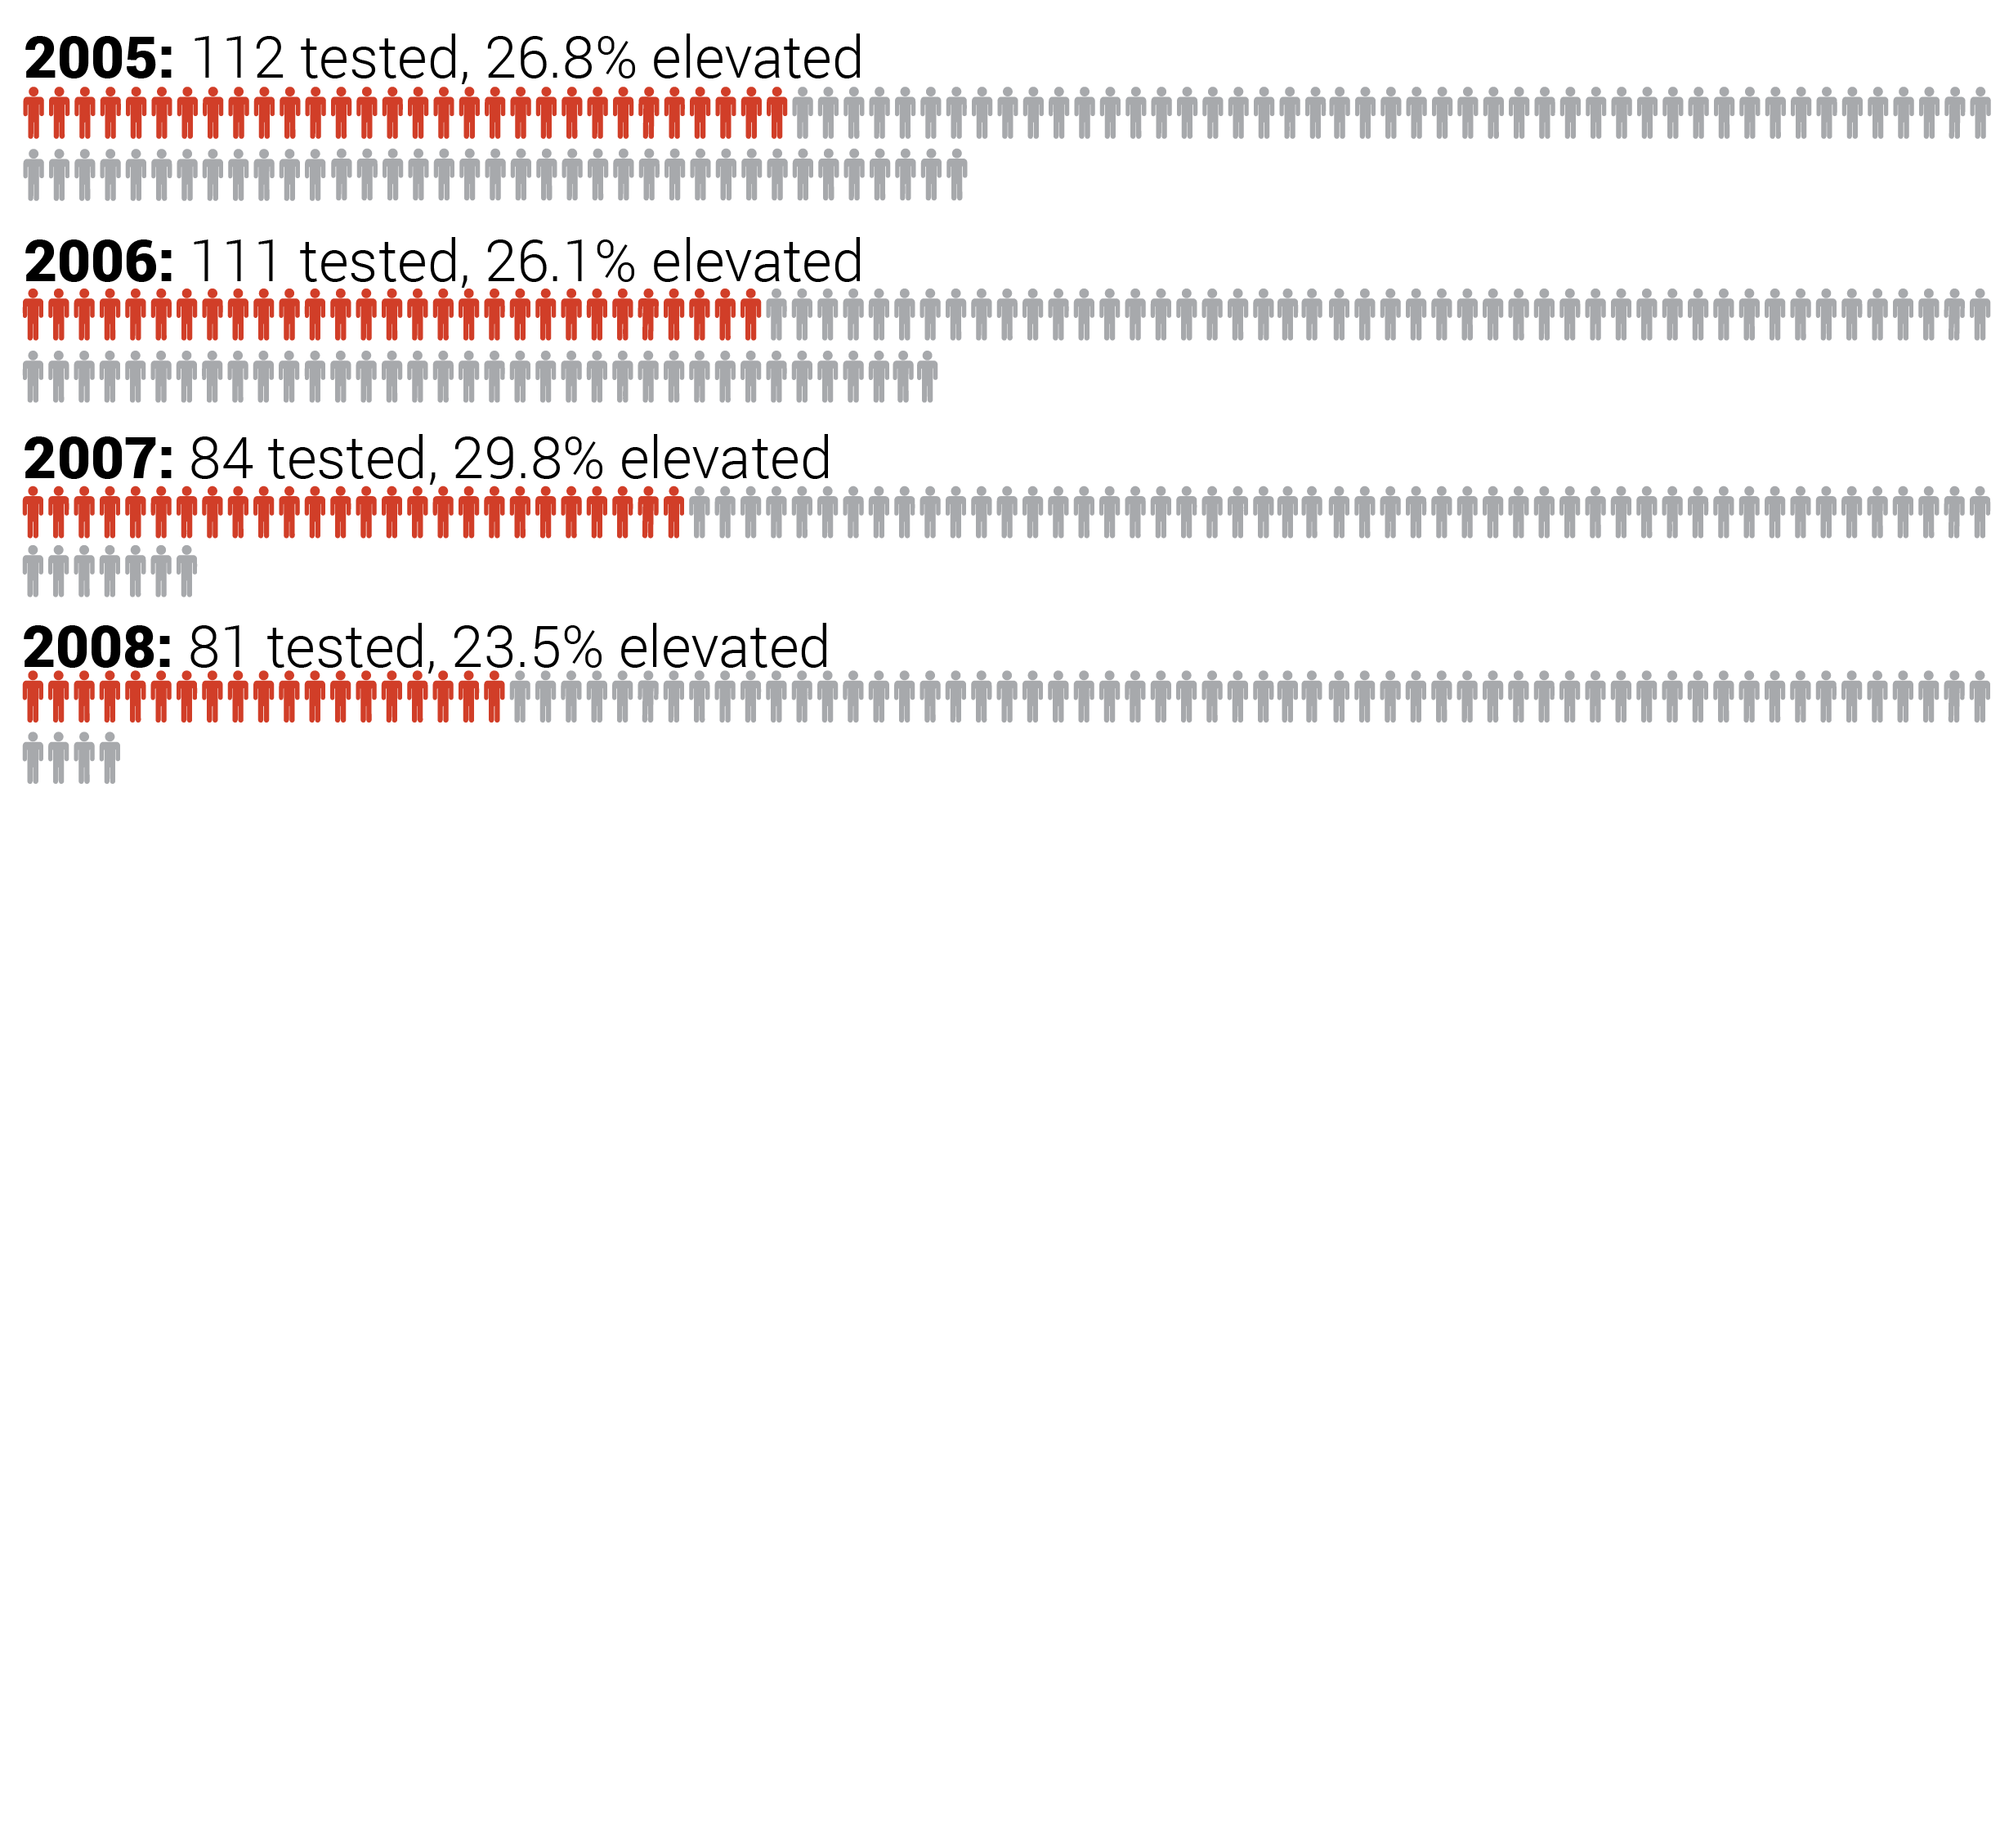 2005: 112 tested, 26.8% elevated
2006: 111 tested, 26.1% elevated
2007: 84 tested, 29.8% elevated
2008: 81 tested, 23.5% elevated